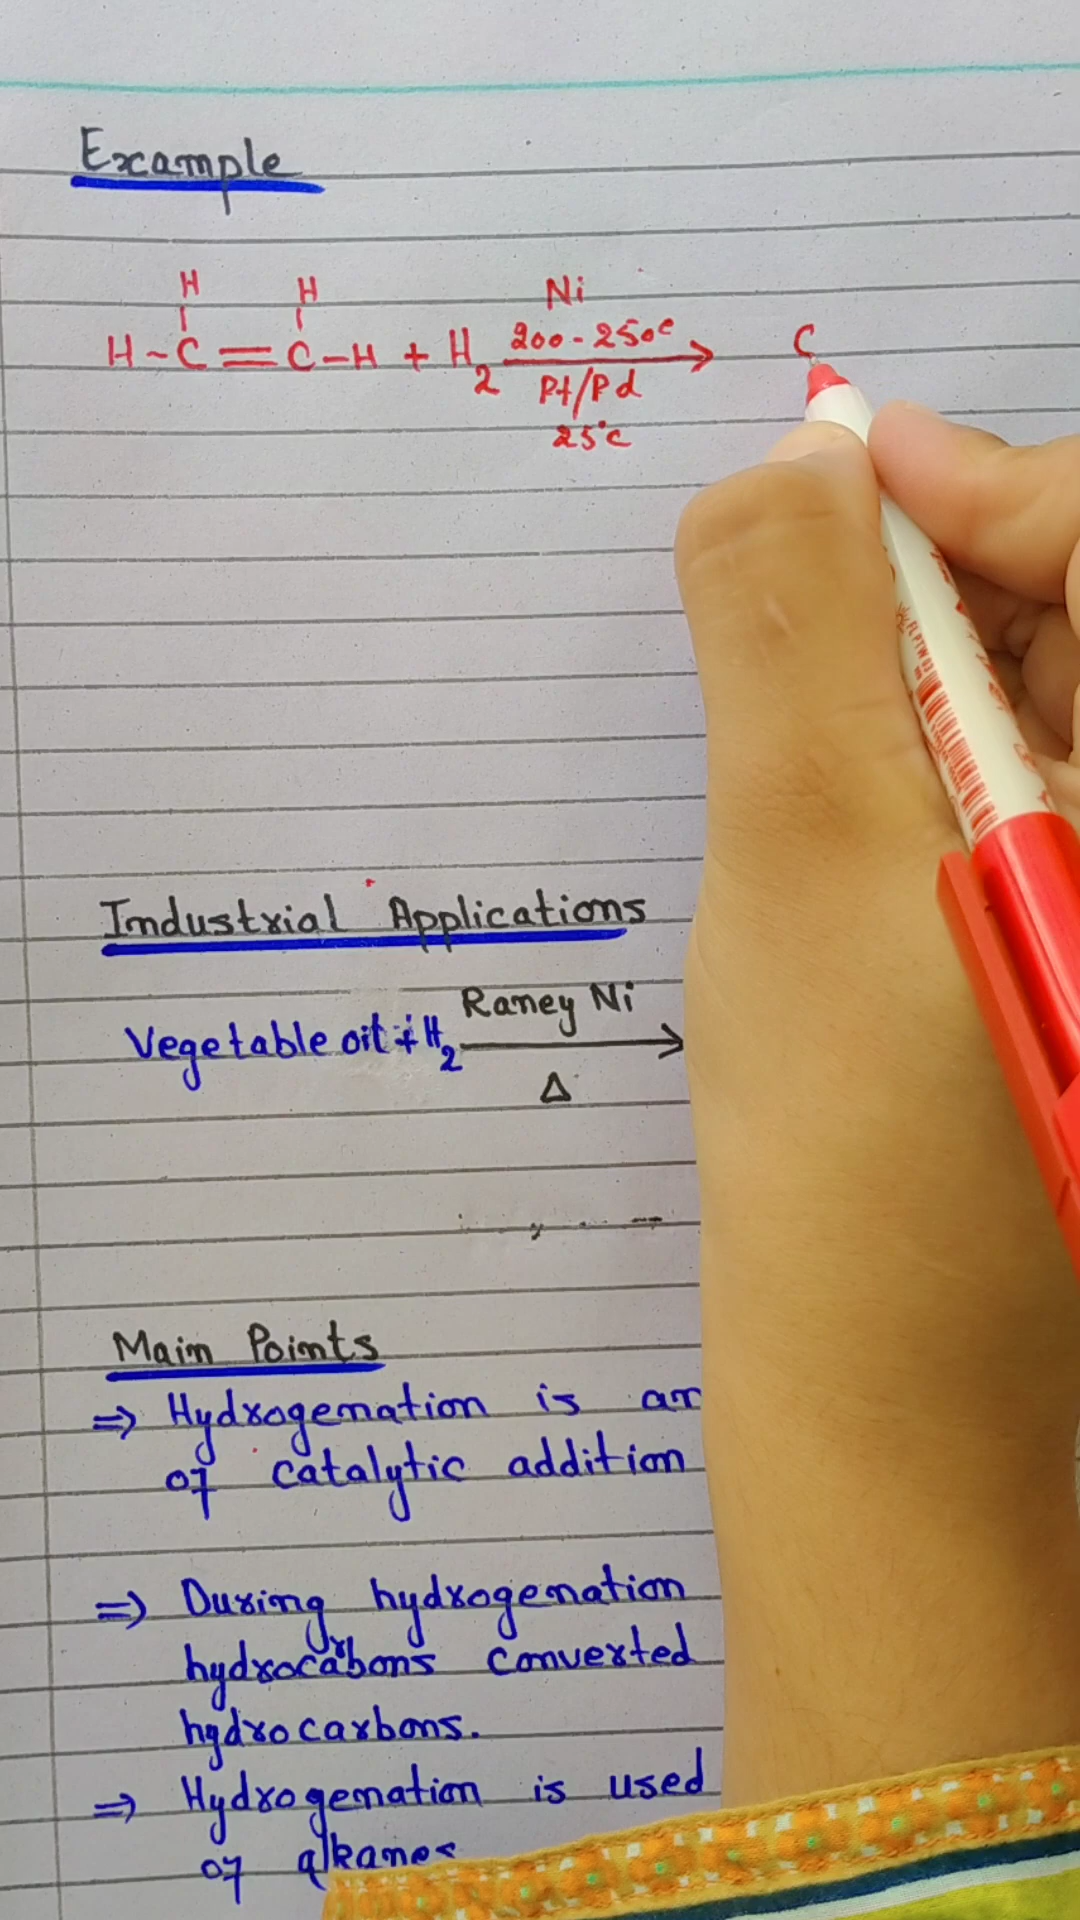 Example
H H
Ni
H-C=C-H + H2 200-250°C → C
Pt/Pd
25°C
Industrial Applications
Raney Ni
Vegetable oil + H2 →
Δ
Main Points
⇒ Hydrogenation is an
of catalytic addition
⇒ During hydrogenation
hydrocarbons converted
hydrocarbons.
⇒ Hydrogenation is used
of alkanes